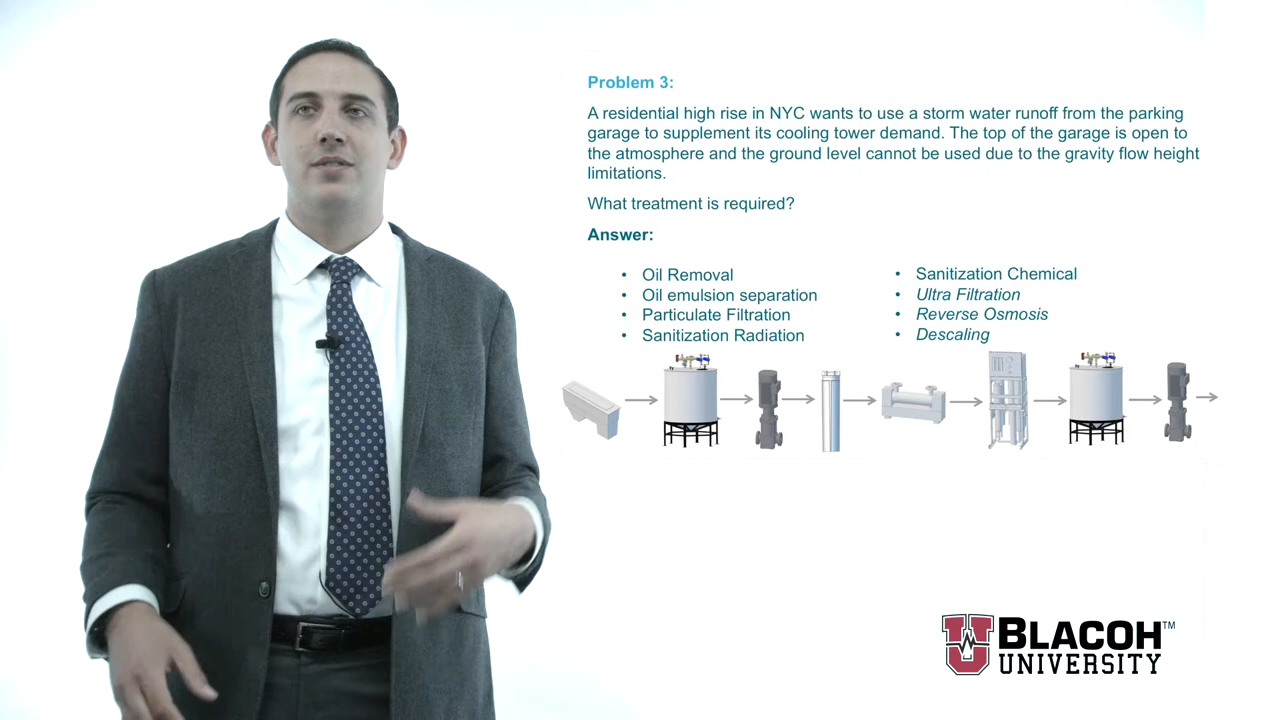 Problem 3:
A residential high rise in NYC wants to use a storm water runoff from the parking
garage to supplement its cooling tower demand. The top of the garage is open to
the atmosphere and the ground level cannot be used due to the gravity flow height
limitations.
What treatment is required?
Answer:
• Oil Removal
• Oil emulsion separation
• Particulate Filtration
• Sanitization Radiation
• Sanitization Chemical
• Ultra Filtration
• Reverse Osmosis
• Descaling
U BLACOH™
UNIVERSITY